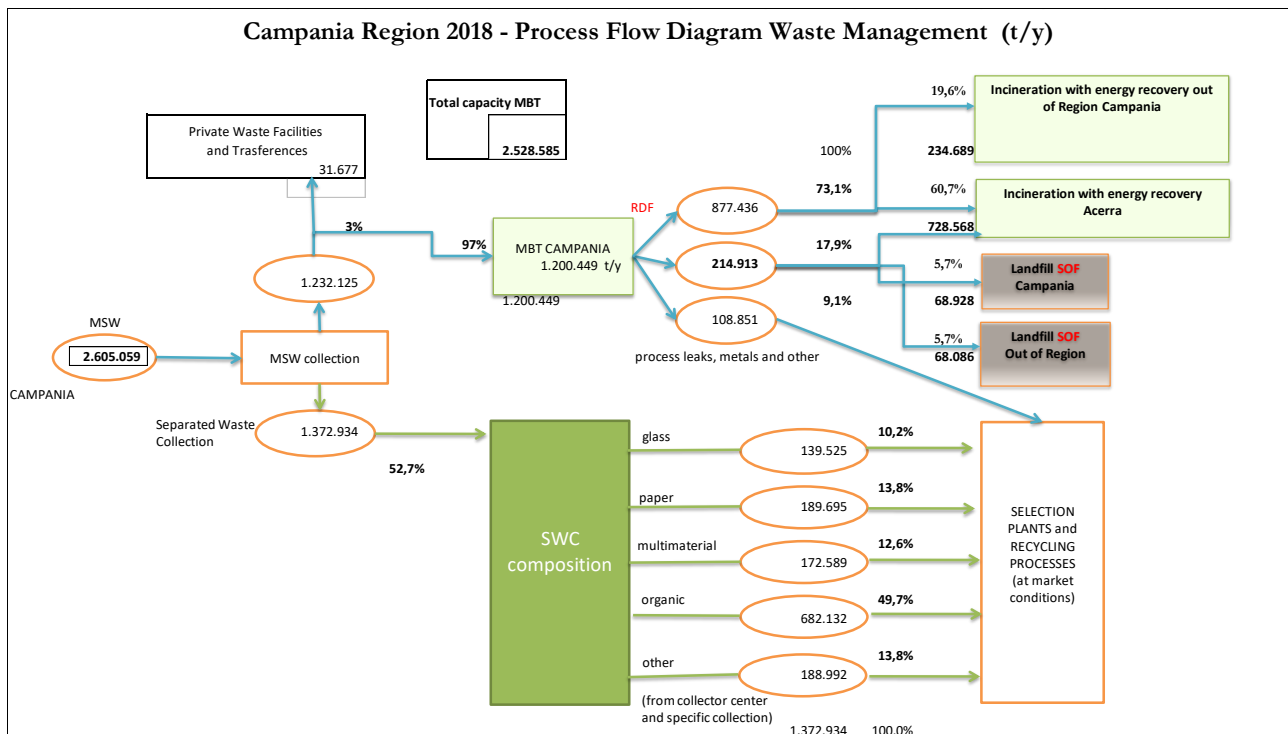 Campania Region 2018 - Process Flow Diagram Waste Management (t/y)
Private Waste Facilities
and Trasferences
31.677
Total capacity MBT
2.528.585
19,6%
Incineration with energy recovery out
of Region Campania
100%
234.689
73,1%
60,7%
Incineration with energy recovery
Acerra
RDF
877.436
728.568
3%
97%
MBT CAMPANIA
1.200.449 t/y
17,9%
214.913
5,7%
Landfill SOF
Campania
68.928
1.232.125
1.200.449
9,1%
108.851
MSW
2.605.059
CAMPANIA
MSW collection
process leaks, metals and other
5,7%
68.086
Landfill SOF
Out of Region
Separated Waste
Collection
1.372.934
52,7%
SWC
composition
glass
139.525
10,2%
paper
189.695
13,8%
multimaterial
172.589
12,6%
organic
682.132
49,7%
other
188.992
13,8%
(from collector center
and specific collection)
1.372.934 100,0%
SELECTION
PLANTS and
RECYCLING
PROCESSES
(at market
conditions)